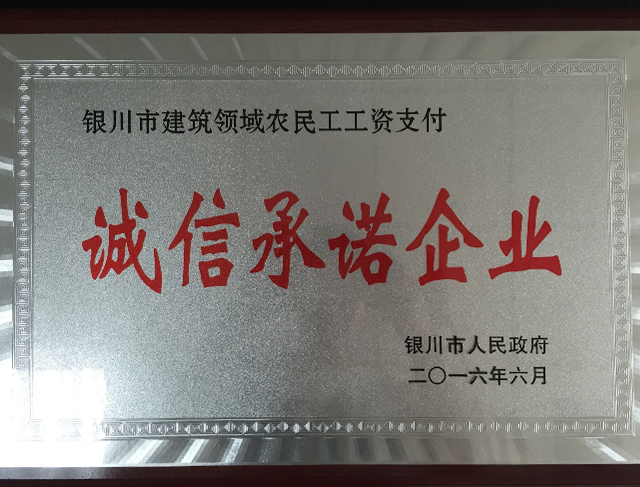 银川市建筑领域农民工工资支付
诚信承诺企业
银川市人民政府
二〇一六年六月